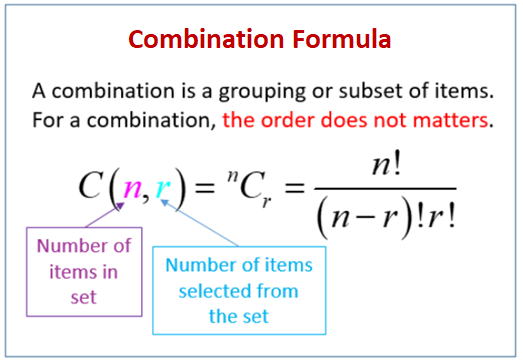 Combination Formula
A combination is a grouping or subset of items.
For a combination, the order does not matters.
C(n,r) = ⁿCᵣ = n! / (n−r)!r!
Number of
items in
set
Number of items
selected from
the set